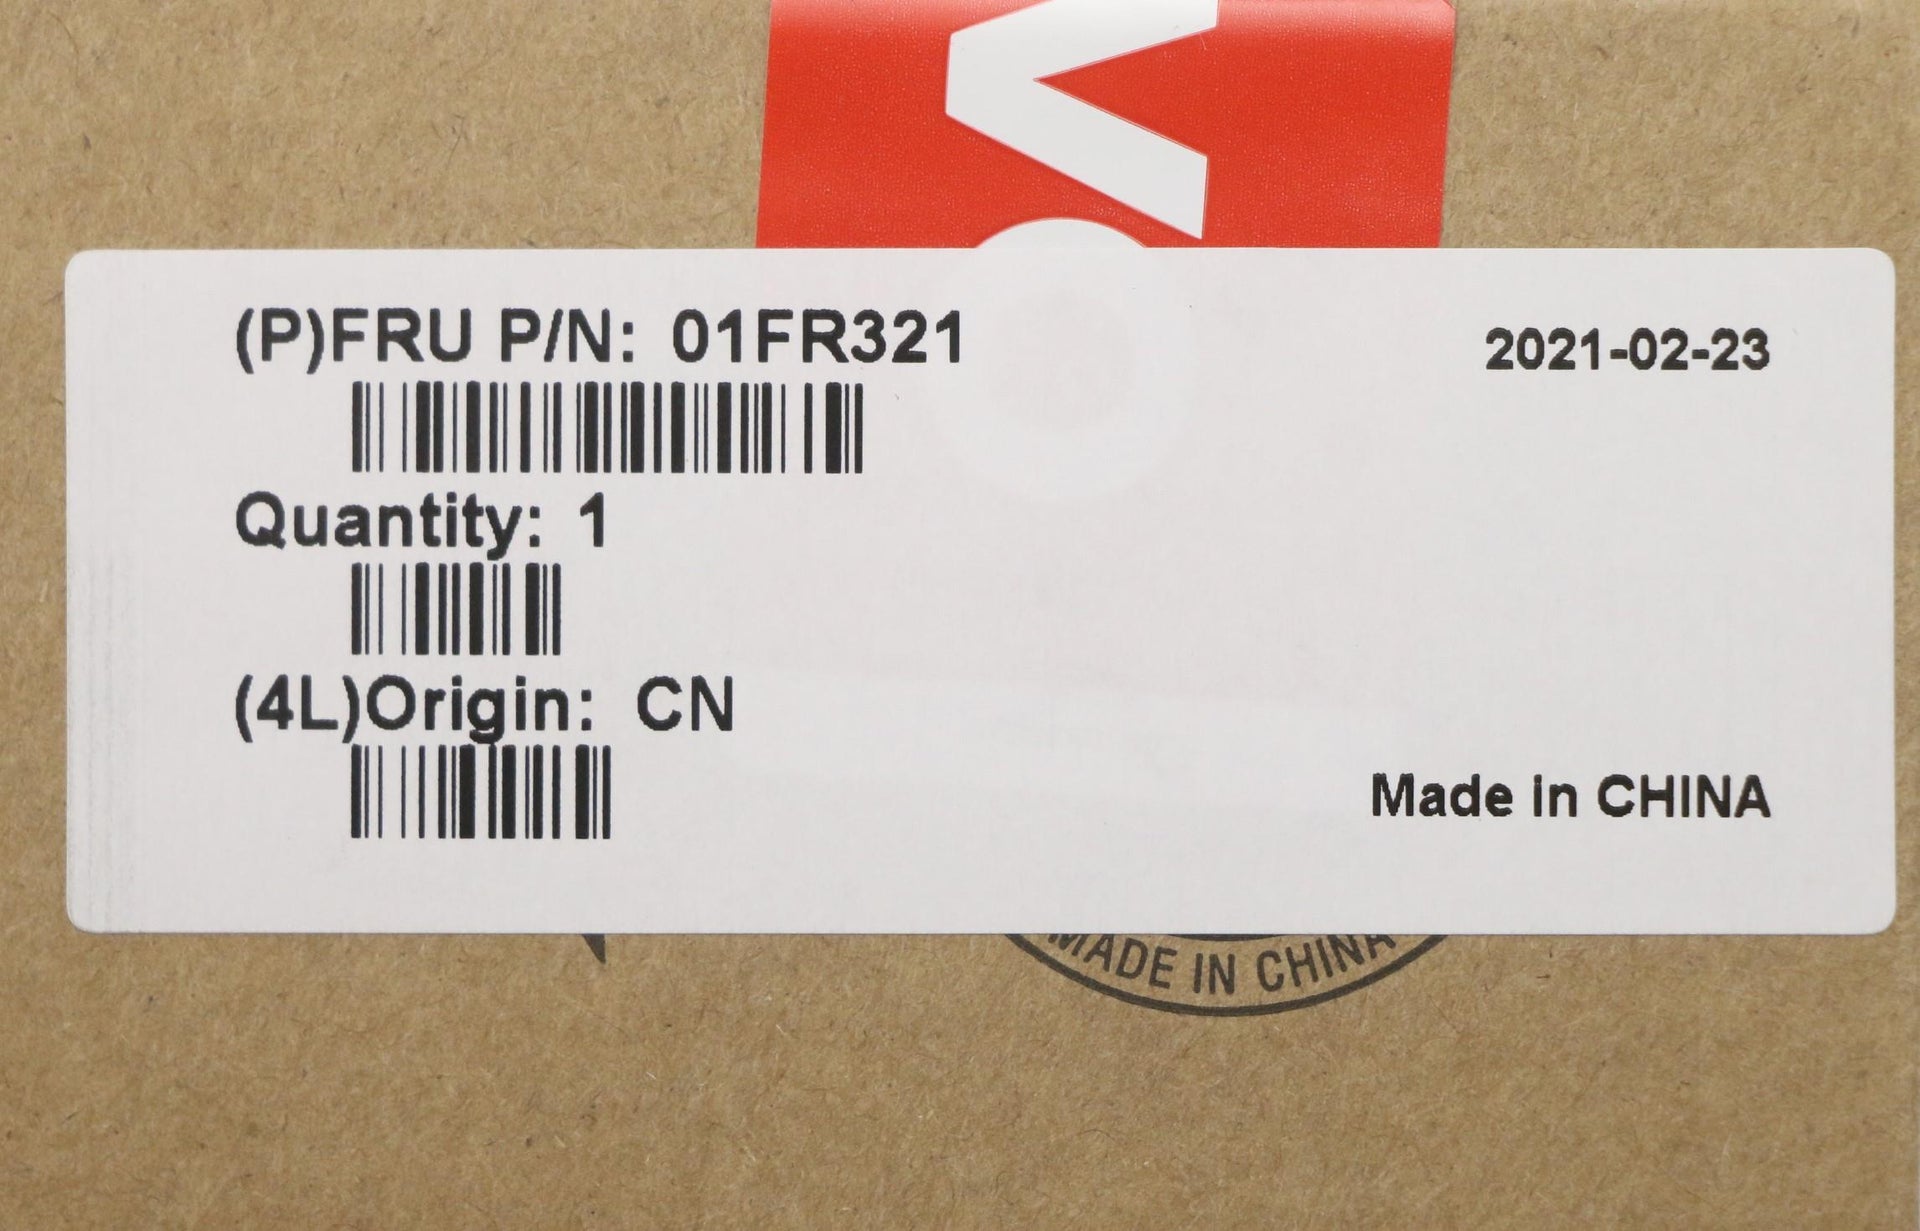 (P)FRU P/N: 01FR321
2021-02-23
Quantity: 1
(4L)Origin: CN
Made in CHINA
MADE IN CHINA